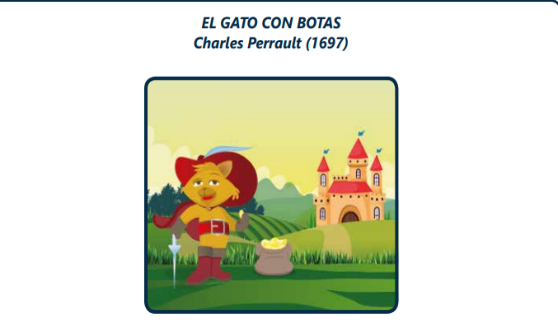 EL GATO CON BOTAS
Charles Perrault (1697)